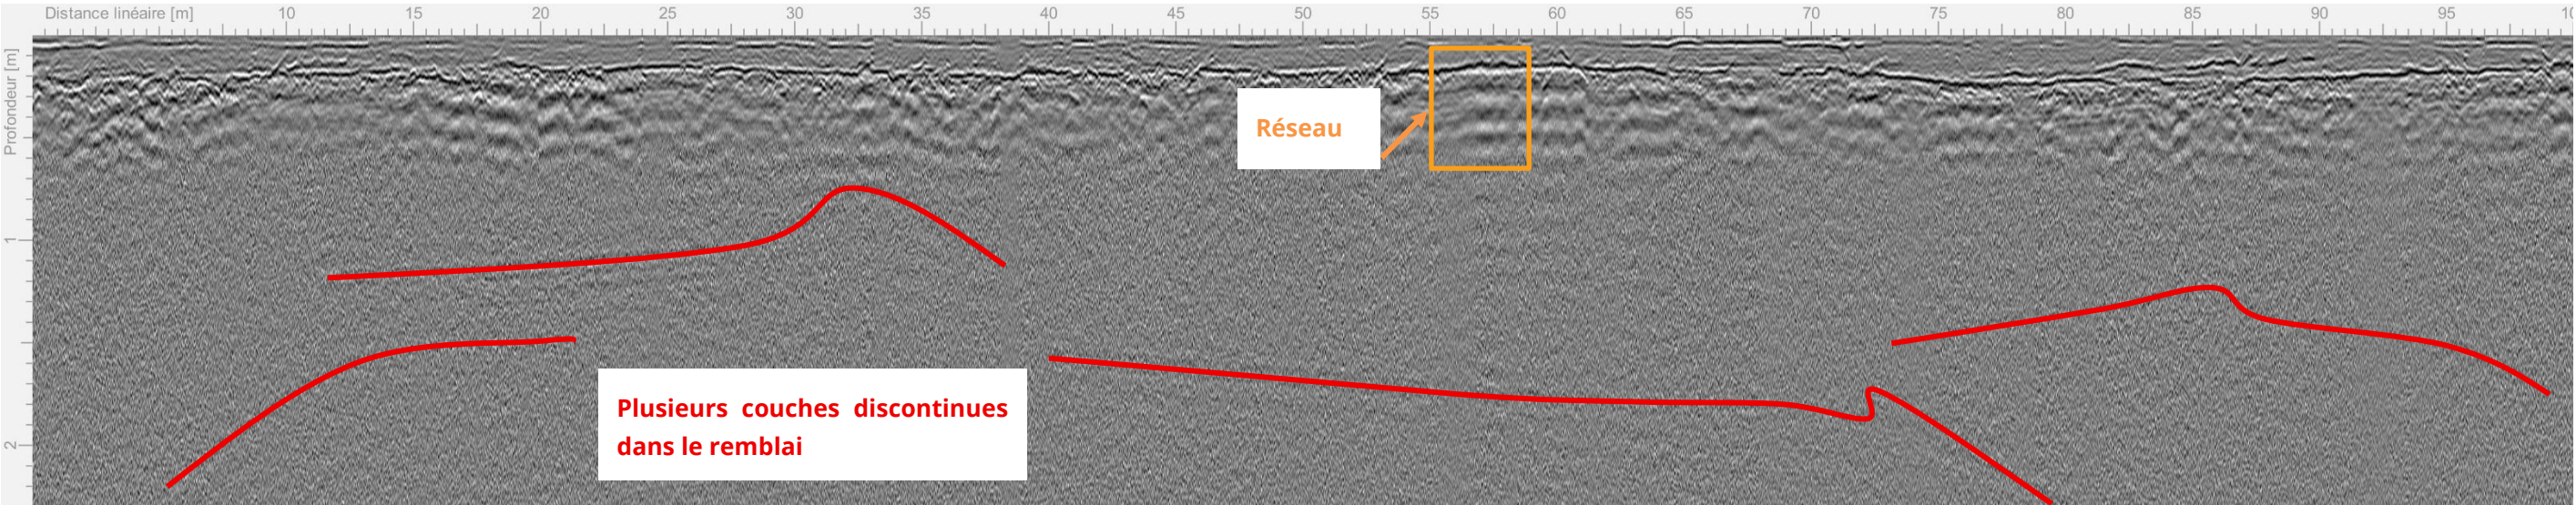 Distance linéaire [m] 10 15 20 25 30 35 40 45 50 55 60 65 70 75 80 85 90 95
Profondeur [m]
Réseau
1
Plusieurs couches discontinues
dans le remblai
2